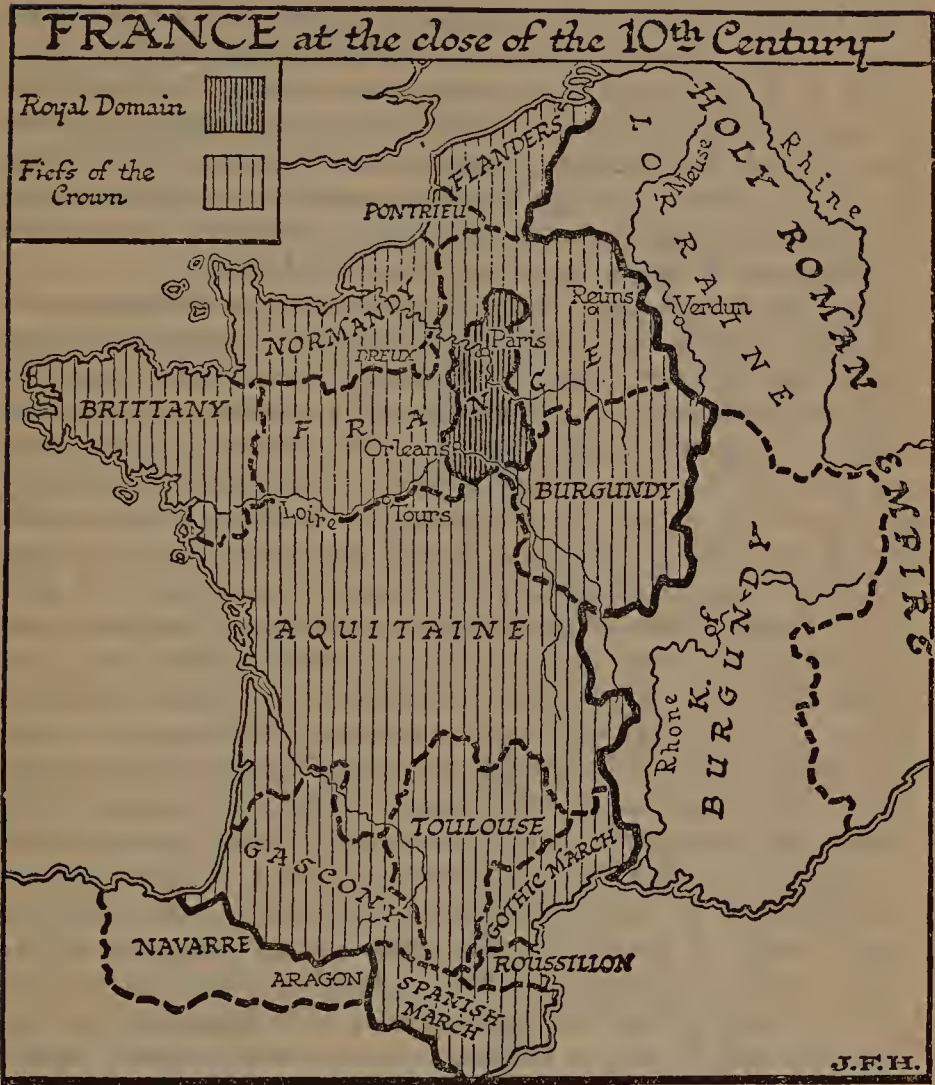 FRANCE at the close of the 10th Century
Royal Domain
Fiefs of the
Crown
FLANDERS
PONTRIEU
HOLY ROMAN
EMPIRE
LORRAINE
R. Meuse
Rhine
Reims
Verdun
NORMANDY
DREUX
Paris
FRANCE
BRITTANY
Orleans
BURGUNDY
Loire
Tours
AQUITAINE
K. of
BURGUNDY
Rhone
TOULOUSE
GASCONY
GOTHIC MARCH
NAVARRE
ARAGON
ROUSSILLON
SPANISH
MARCH
J.F.H.